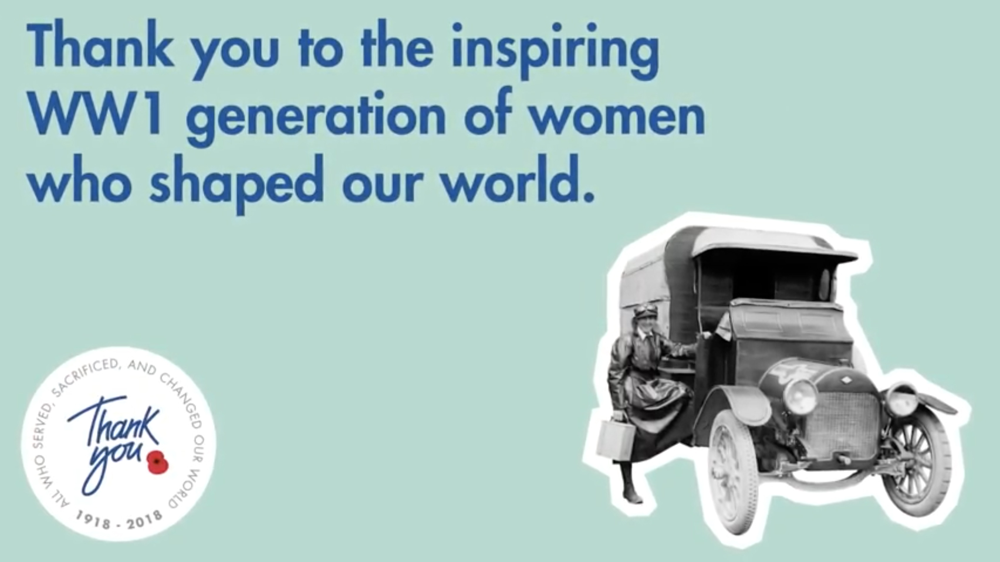 Thank you to the inspiring
WW1 generation of women
who shaped our world.
ALL WHO SERVED, SACRIFICED, AND CHANGED OUR WORLD
Thank
you
1918 - 2018